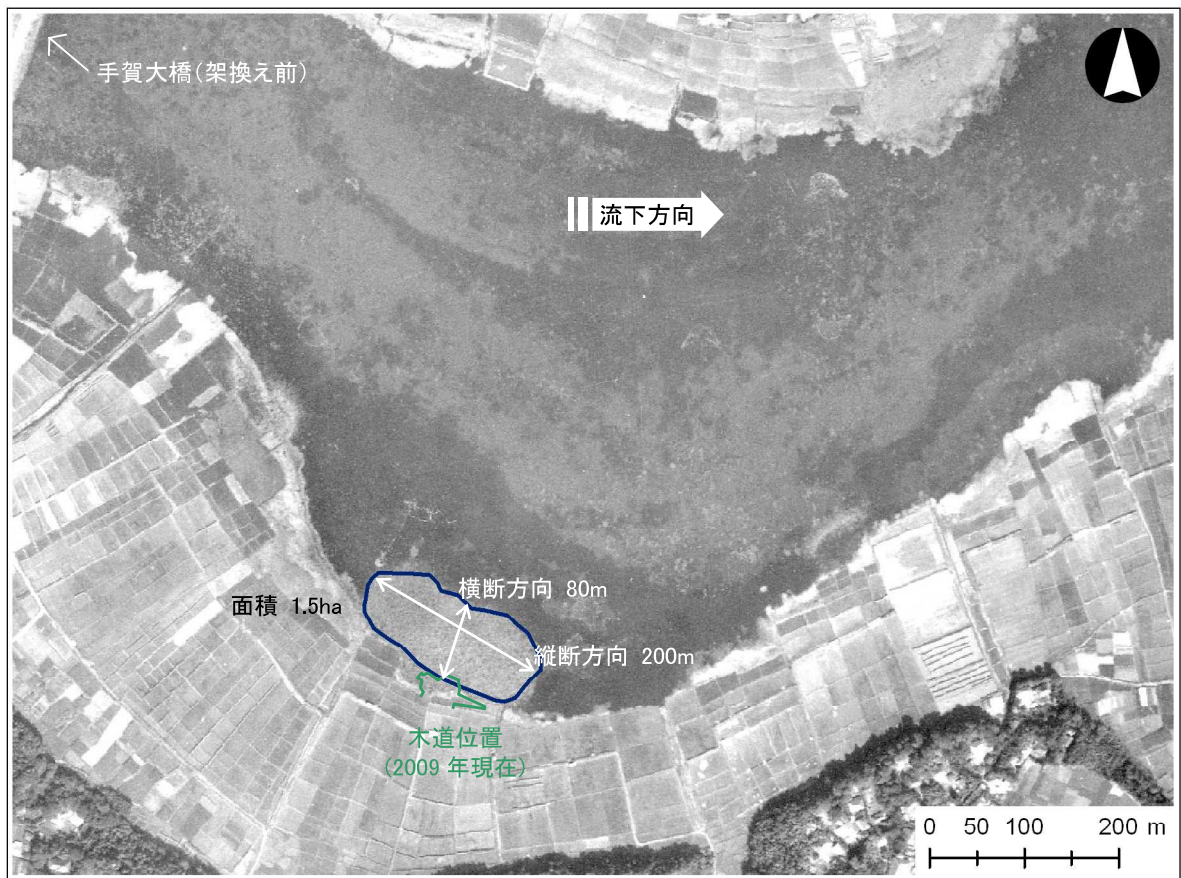 手賀大橋(架換え前)
流下方向
横断方向 80m
面積 1.5ha
縦断方向 200m
木道位置
(2009 年現在)
0 50 100 200 m